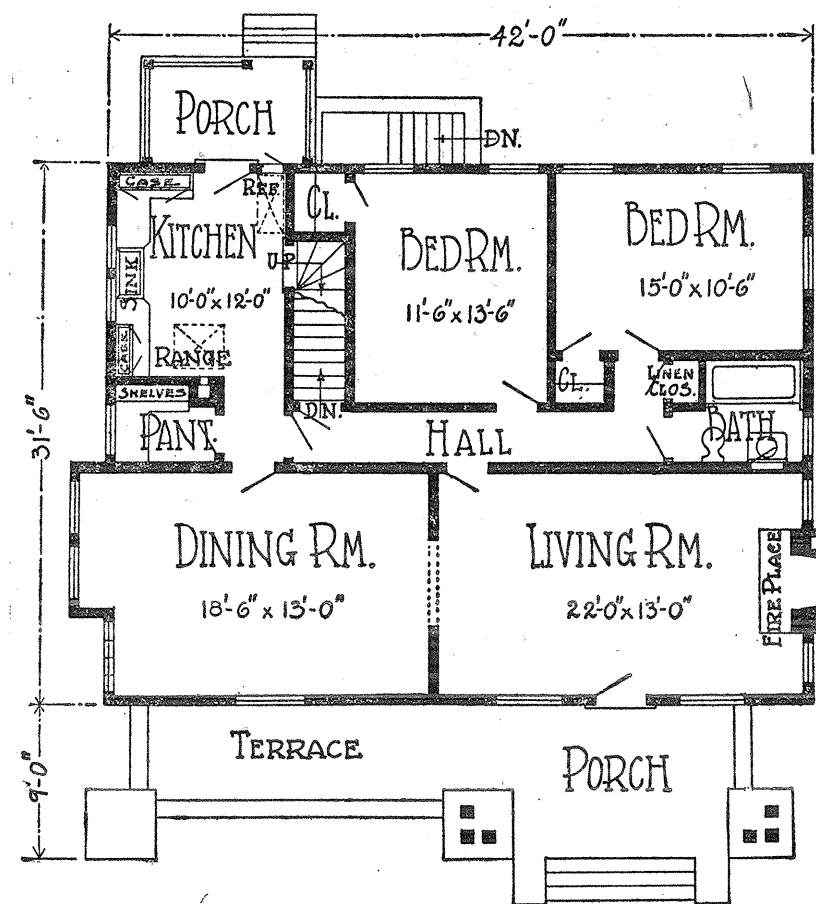 42'-0"
PORCH
DN.
CASE
REF.
CL.
KITCHEN
UP
BED RM.
BED RM.
SINK
10'-0" x 12'-0"
11'-6" x 13'-6"
15'-0" x 10'-6"
CASE
RANGE
SHELVES
DN.
CL.
LINEN
CLOS.
PANT.
HALL
BATH
31'-6"
DINING RM.
18'-6" x 13'-0"
LIVING RM.
22'-0" x 13'-0"
FIRE PLACE
TERRACE
PORCH
9'-0"